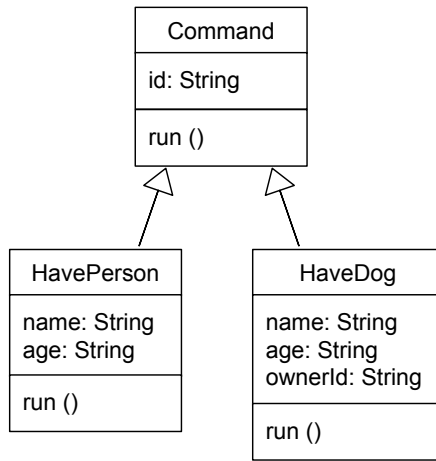 Command
id: String
run ()
HavePerson
name: String
age: String
run ()
HaveDog
name: String
age: String
ownerId: String
run ()